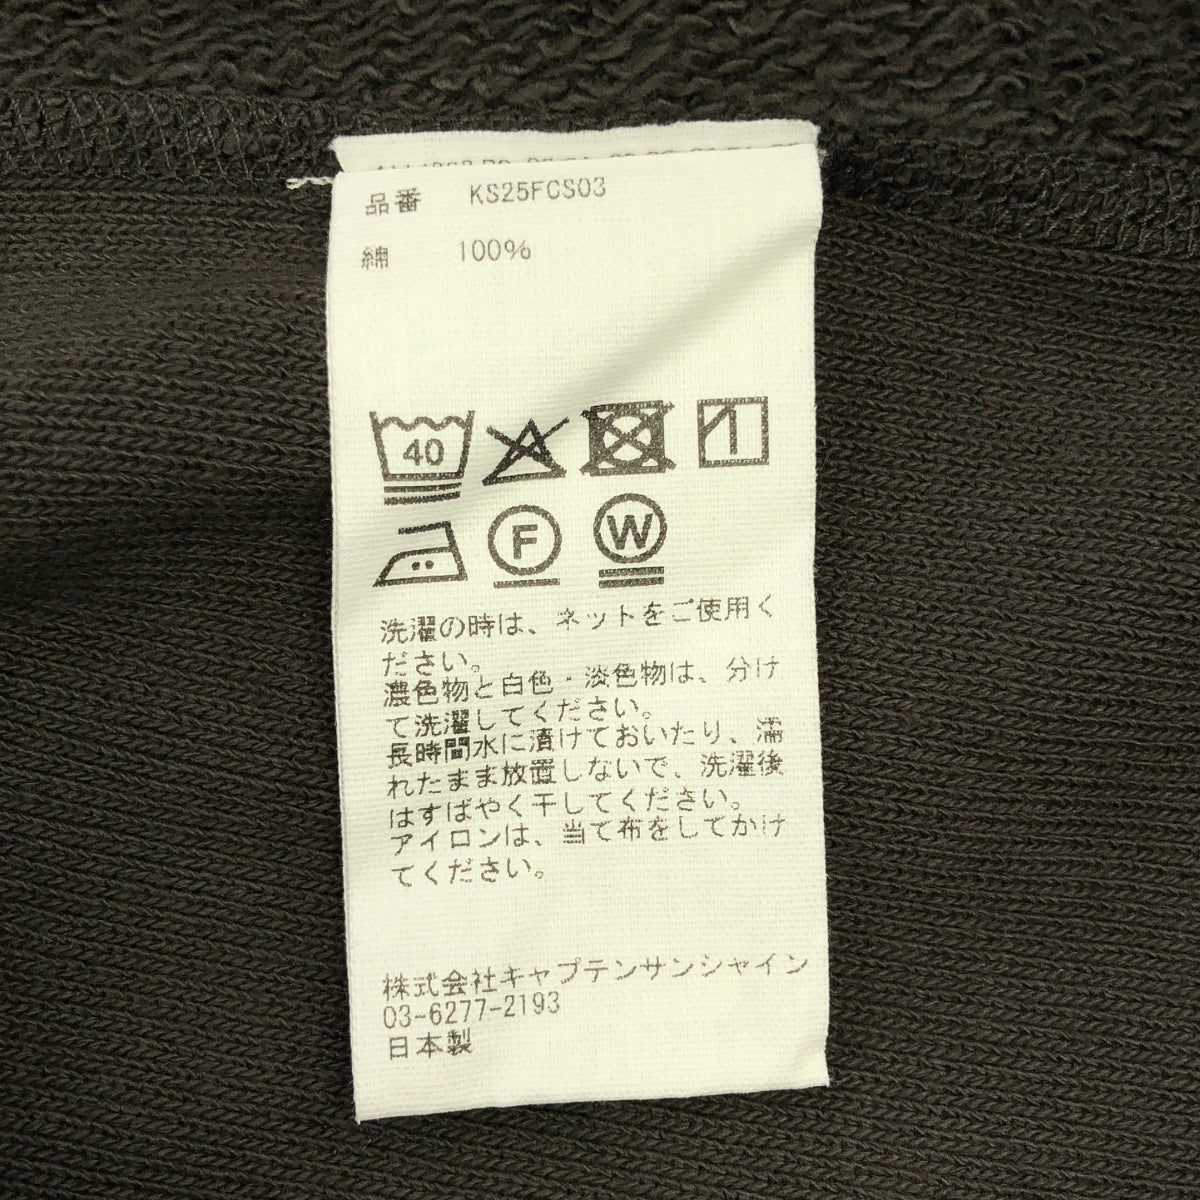 品番 KS25FCS03
綿 100%
40
F W
洗濯の時は、ネットをご使用く
ださい。
濃色物と白色・淡色物は、分け
て洗濯してください。
長時間水に漬けておいたり、濡
れたまま放置しないで、洗濯後
はすばやく干してください。
アイロンは、当て布をしてかけ
てください。
株式会社キャプテンサンシャイン
03-6277-2193
日本製